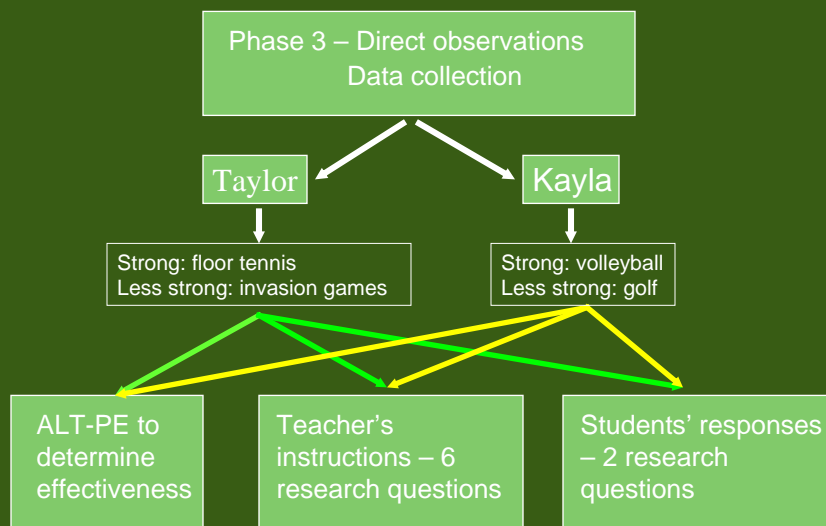 Phase 3 – Direct observations
Data collection
Taylor
Kayla
Strong: floor tennis
Less strong: invasion games
Strong: volleyball
Less strong: golf
ALT-PE to
determine
effectiveness
Teacher's
instructions – 6
research questions
Students' responses
– 2 research
questions